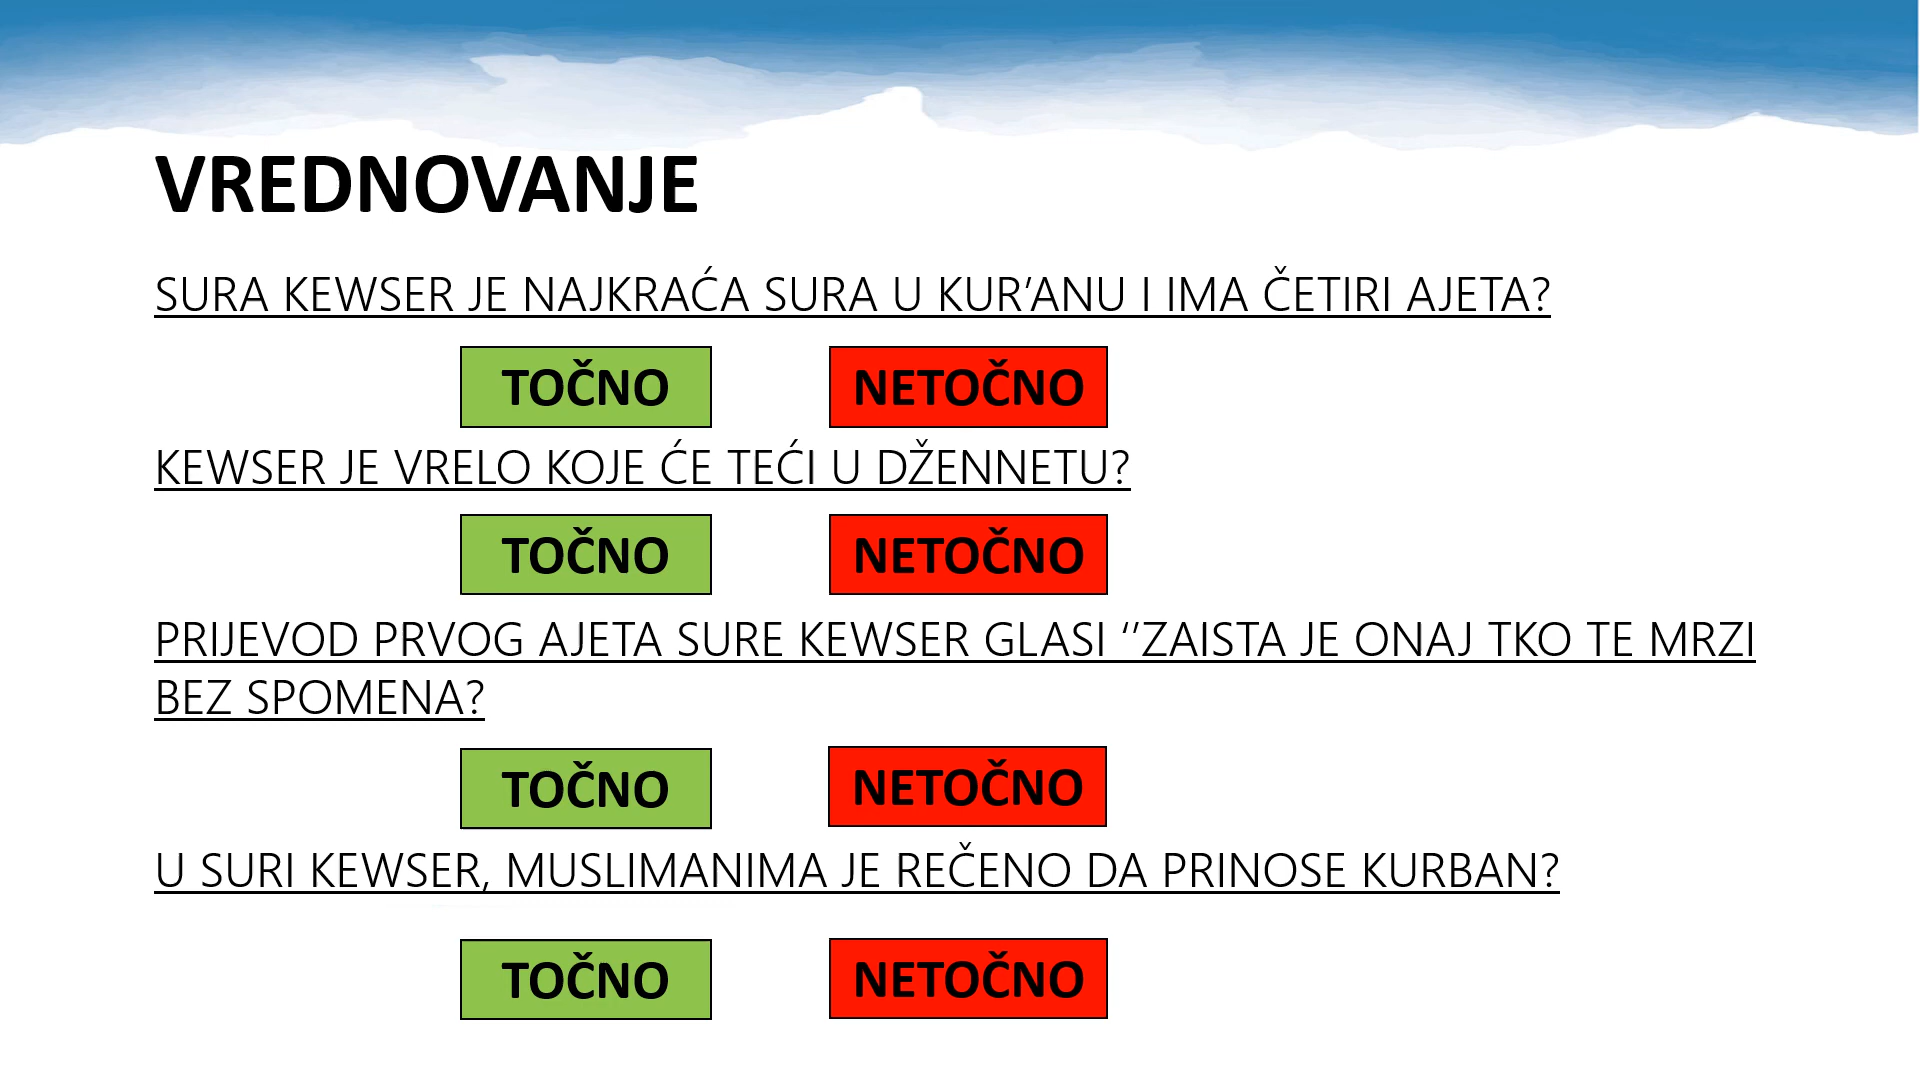 VREDNOVANJE
SURA KEWSER JE NAJKRAĆA SURA U KUR’ANU I IMA ČETIRI AJETA?
TOČNO NETOČNO
KEWSER JE VRELO KOJE ĆE TEĆI U DŽENNETU?
TOČNO NETOČNO
PRIJEVOD PRVOG AJETA SURE KEWSER GLASI ‘’ZAISTA JE ONAJ TKO TE MRZI
BEZ SPOMENA?
TOČNO NETOČNO
U SURI KEWSER, MUSLIMANIMA JE REČENO DA PRINOSE KURBAN?
TOČNO NETOČNO